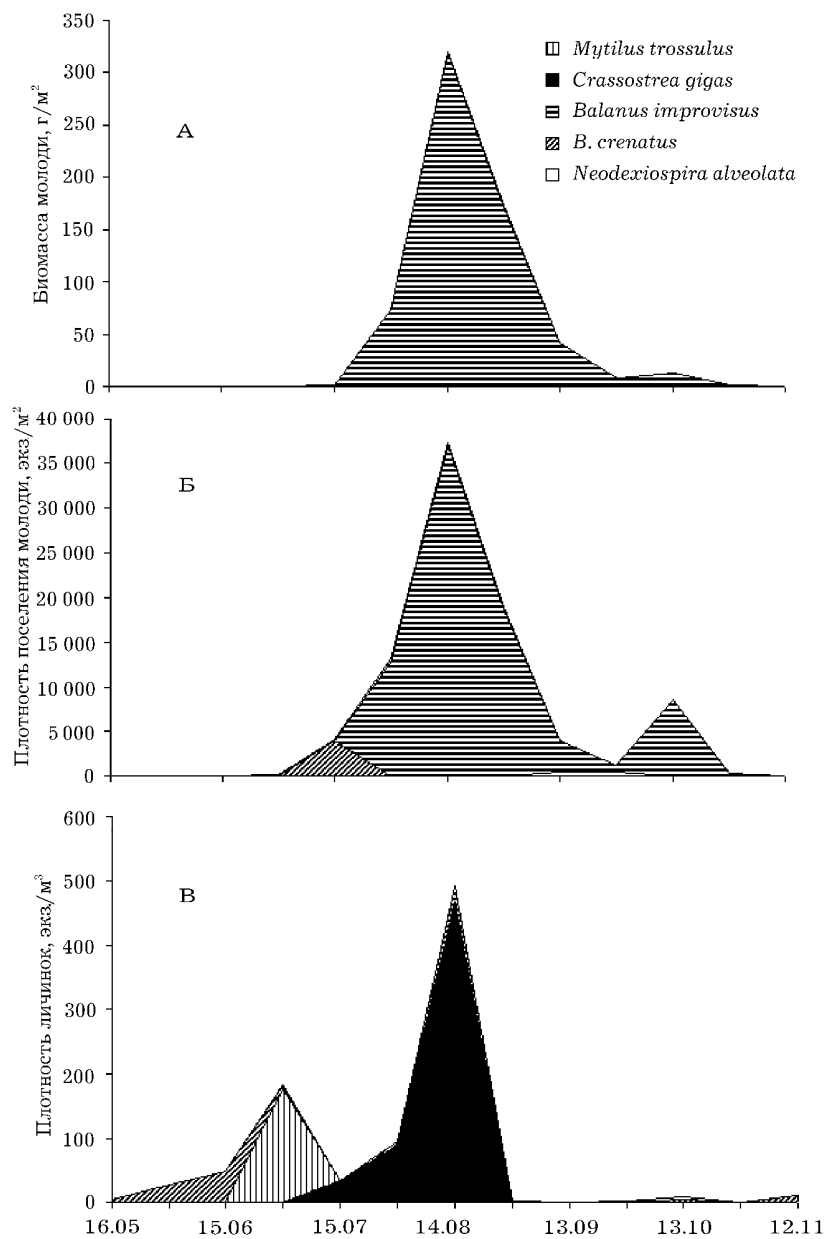 350
300
250
200
150
100
50
0
Биомасса молоди, г/м²
А
Mytilus trossulus
Crassostrea gigas
Balanus improvisus
B. crenatus
Neodexiospira alveolata
40 000
35 000
30 000
25 000
20 000
15 000
10 000
5 000
0
Плотность поселения молоди, экз/м²
Б
600
500
400
300
200
100
0
Плотность личинок, экз/м³
В
16.05 15.06 15.07 14.08 13.09 13.10 12.11